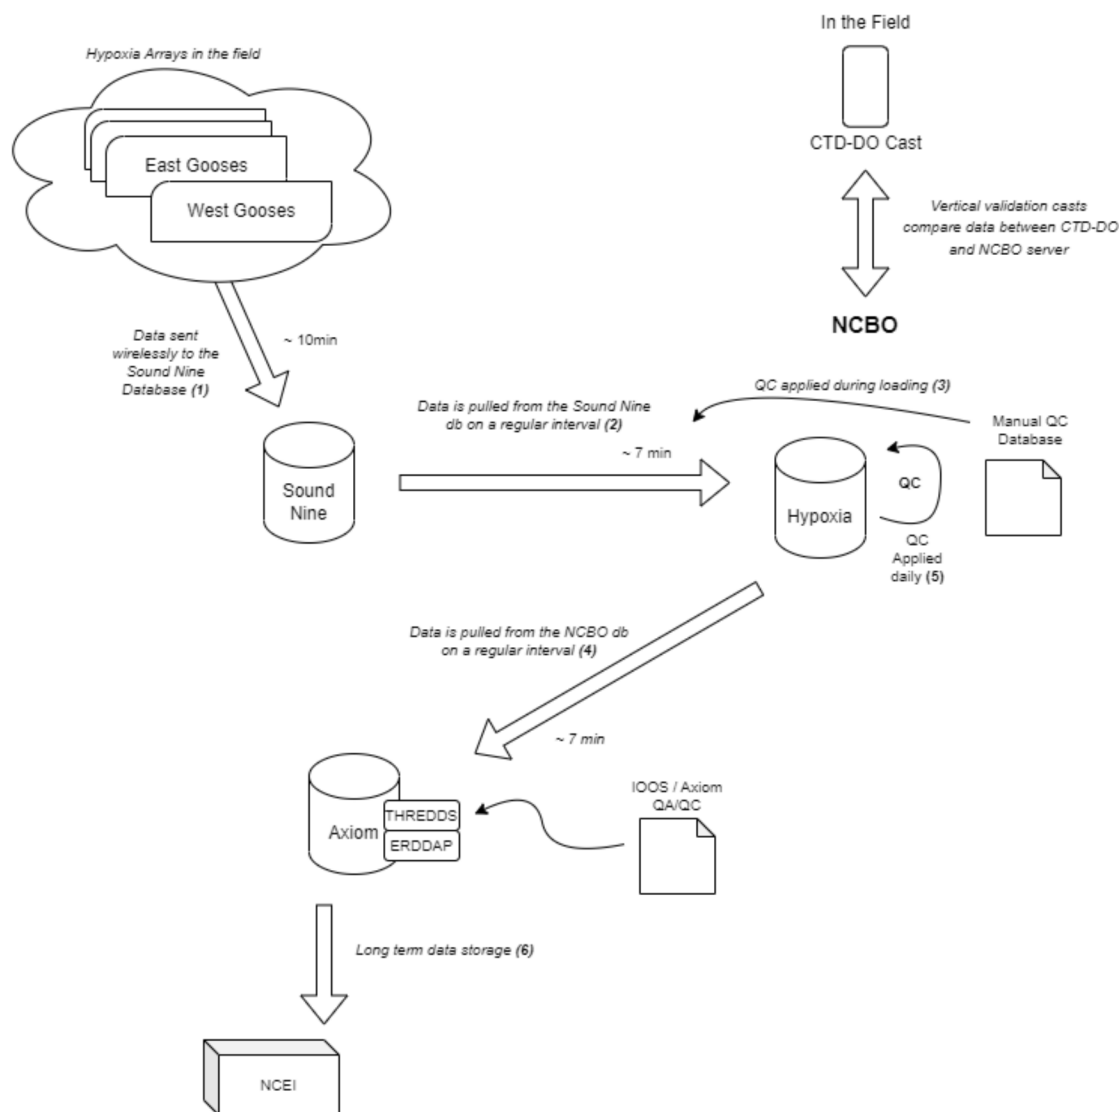 In the Field
Hypoxia Arrays in the field
East Gooses
West Gooses
CTD-DO Cast
Vertical validation casts
compare data between CTD-DO
and NCBO server
NCBO
Data sent
wirelessly to the
Sound Nine
Database (1)
~ 10min
Data is pulled from the Sound Nine
db on a regular interval (2)
~ 7 min
QC applied during loading (3)
Manual QC
Database
Sound
Nine
Hypoxia
QC
QC
Applied
daily (5)
Data is pulled from the NCBO db
on a regular interval (4)
~ 7 min
Axiom
THREDDS
ERDDAP
IOOS / Axiom
QA/QC
Long term data storage (6)
NCEI